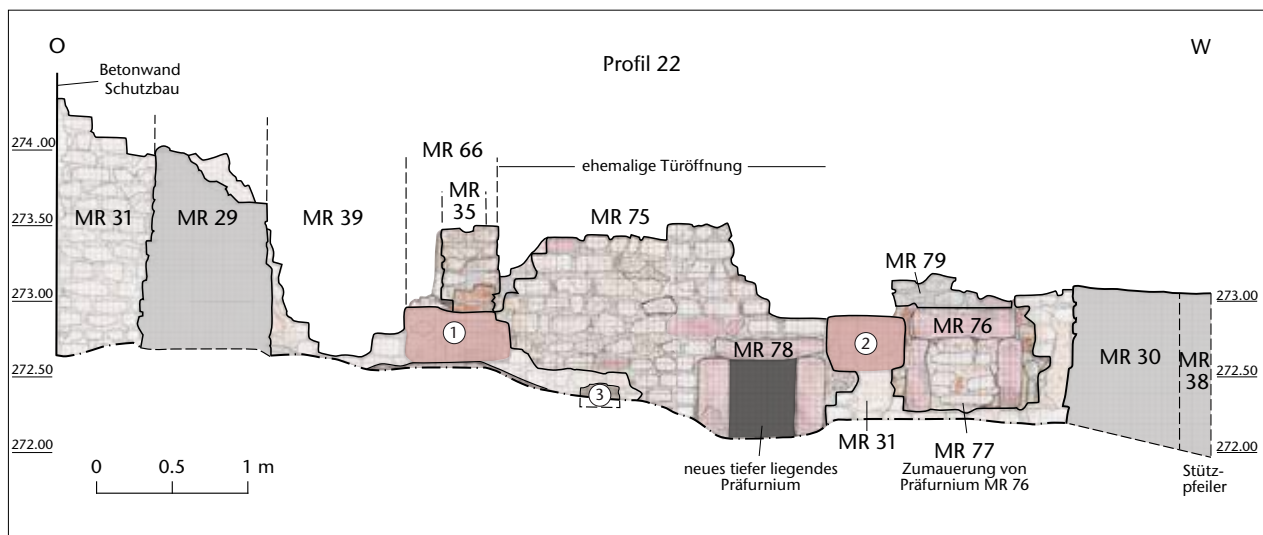 O
W
Profil 22
Betonwand
Schutzbau
274 .00
MR 66
ehemalige Türöffnung
MR
35
273.50
MR 31
MR 29
MR 39
MR 75
MR 79
273.00
273.00
1
2
MR 76
MR 78
MR 30
MR
38
272.50
272.50
3
MR 31
MR 77
272.00
272.00
0
0.5
1 m
neues tiefer liegendes
Präfurnium
Zumauerung von
Präfurnium MR 76
Stütz-
pfeiler